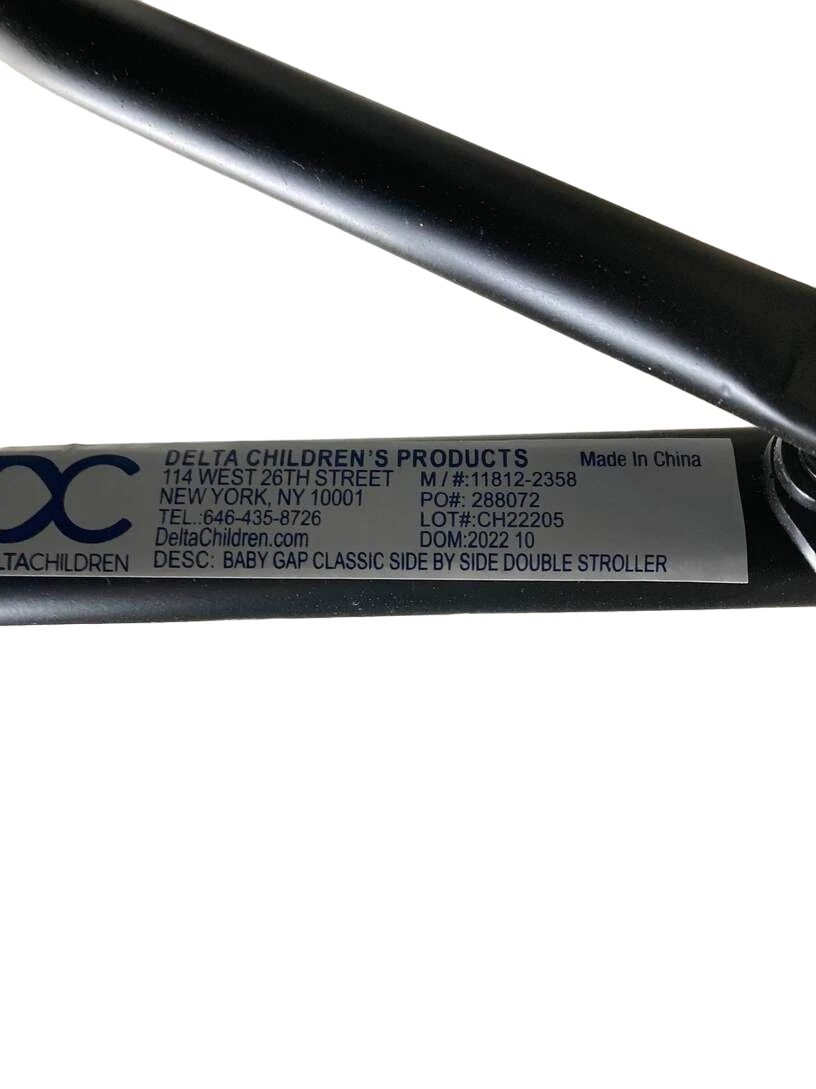 DELTA CHILDREN'S PRODUCTS Made In China
114 WEST 26TH STREET M / #:11812-2358
NEW YORK, NY 10001 PO#: 288072
TEL.:646-435-8726 LOT#:CH22205
DeltaChildren.com DOM:2022 10
DESC: BABY GAP CLASSIC SIDE BY SIDE DOUBLE STROLLER
DC
LTACHILDREN